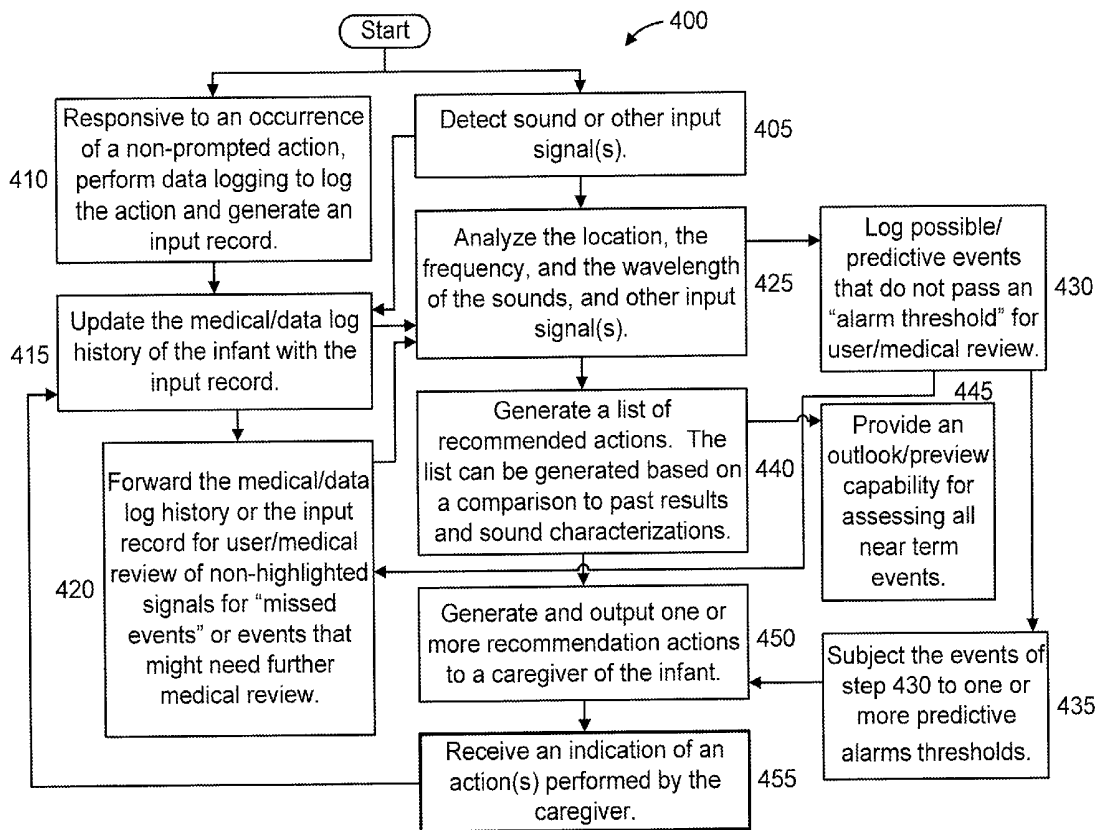 Start
400
Responsive to an occurrence
of a non-prompted action,
perform data logging to log
the action and generate an
input record.
410
Detect sound or other input
signal(s).
405
Analyze the location, the
frequency, and the wavelength
of the sounds, and other input
signal(s).
425
Log possible/
predictive events
that do not pass an
“alarm threshold” for
user/medical review.
430
Update the medical/data log
history of the infant with the
input record.
415
Generate a list of
recommended actions. The
list can be generated based on
a comparison to past results
and sound characterizations.
440
445
Provide an
outlook/preview
capability for
assessing all
near term
events.
Forward the medical/data
log history or the input
record for user/medical
review of non-highlighted
signals for “missed
events” or events that
might need further
medical review.
420
Generate and output one or
more recommendation actions
to a caregiver of the infant.
450
Subject the events of
step 430 to one or
more predictive
alarms thresholds.
435
Receive an indication of an
action(s) performed by the
caregiver.
455